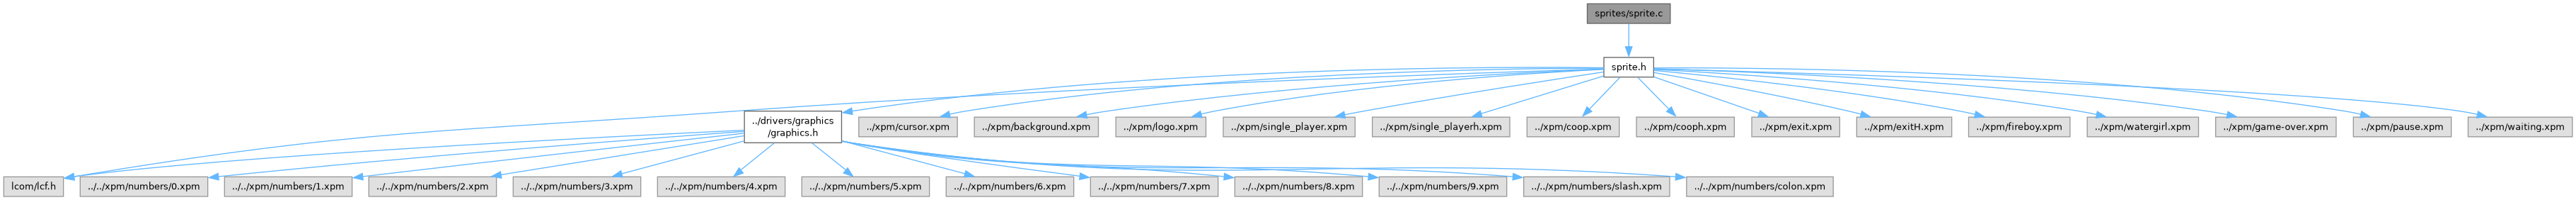 sprites/sprite.c
sprite.h
../drivers/graphics
/graphics.h
../xpm/cursor.xpm
../xpm/background.xpm
../xpm/logo.xpm
../xpm/single_player.xpm
../xpm/single_playerh.xpm
../xpm/coop.xpm
../xpm/cooph.xpm
../xpm/exit.xpm
../xpm/exitH.xpm
../xpm/fireboy.xpm
../xpm/watergirl.xpm
../xpm/game-over.xpm
../xpm/pause.xpm
../xpm/waiting.xpm
lcom/lcf.h
../../xpm/numbers/0.xpm
../../xpm/numbers/1.xpm
../../xpm/numbers/2.xpm
../../xpm/numbers/3.xpm
../../xpm/numbers/4.xpm
../../xpm/numbers/5.xpm
../../xpm/numbers/6.xpm
../../xpm/numbers/7.xpm
../../xpm/numbers/8.xpm
../../xpm/numbers/9.xpm
../../xpm/numbers/slash.xpm
../../xpm/numbers/colon.xpm